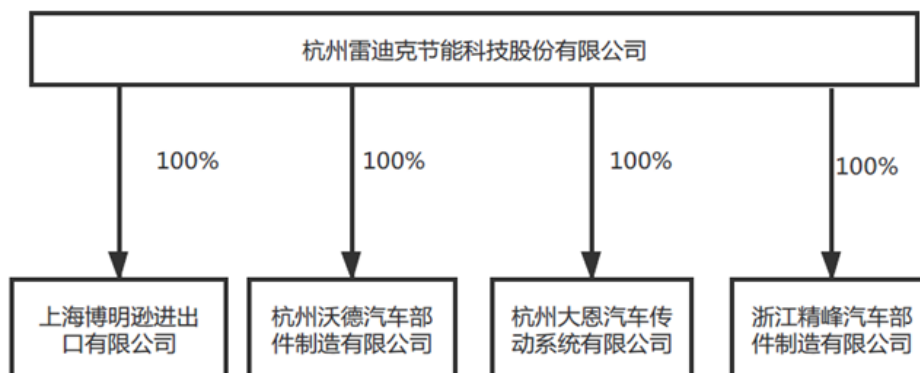 杭州雷迪克节能科技股份有限公司
100%
100%
100%
100%
上海博明逊进出
口有限公司
杭州沃德汽车部
件制造有限公司
杭州大恩汽车传
动系统有限公司
浙江精峰汽车部
件制造有限公司